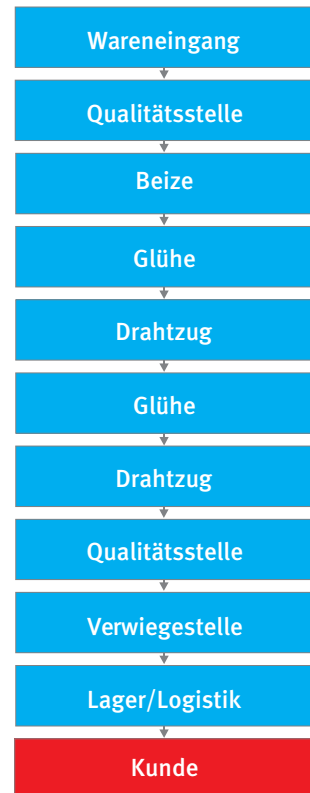 Wareneingang
Qualitätsstelle
Beize
Glühe
Drahtzug
Glühe
Drahtzug
Qualitätsstelle
Verwiegestelle
Lager/Logistik
Kunde